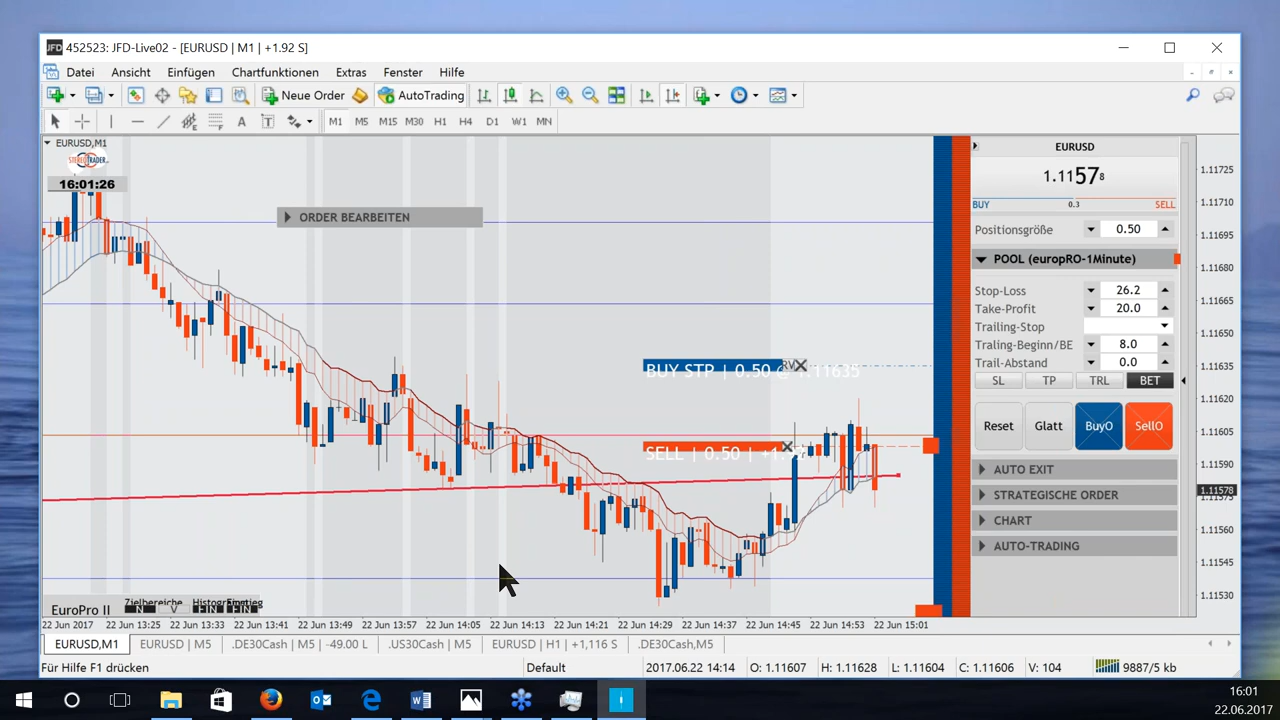 JFD 452523: JFD-Live02 - [EURUSD | M1 | +1.92 S]
Datei Ansicht Einfügen Chartfunktionen Extras Fenster Hilfe
Neue Order AutoTrading
A T M1 M5 M15 M30 H1 H4 D1 W1 MN
EURUSD,M1
STEREOTRADER
16:01:26
ORDER BEARBEITEN
BUY STP | 0.50 @ 1.11635
SELL | 0.50 | +1.
EURUSD
1.11578
BUY 0.3 SELL
Positionsgröße 0.50
POOL (europRO-1Minute)
Stop-Loss 26.2
Take-Profit 20.0
Trailing-Stop
Traling-Beginn/BE 8.0
Trail-Abstand 0.0
SL TP TRL BET
Reset Glatt BuyO SellO
AUTO EXIT
STRATEGISCHE ORDER
CHART
AUTO-TRADING
1.11725
1.11710
1.11695
1.11680
1.11665
1.11650
1.11635
1.11620
1.11605
1.11590
1.11578
1.11575
1.11560
1.11545
1.11530
EuroPro II
Zielbereiche
N V
22 Jun 2017 22 Jun 13:25 22 Jun 13:33 22 Jun 13:41 22 Jun 13:49 22 Jun 13:57 22 Jun 14:05 22 Jun 14:13 22 Jun 14:21 22 Jun 14:29 22 Jun 14:37 22 Jun 14:45 22 Jun 14:53 22 Jun 15:01
EURUSD,M1 EURUSD | M5 .DE30Cash | M5 | -49.00 L .US30Cash | M5 EURUSD | H1 | +1,116 S .DE30Cash,M5
Für Hilfe F1 drücken Default 2017.06.22 14:14 O: 1.11607 H: 1.11628 L: 1.11604 C: 1.11606 V: 104 9887/5 kb
16:01
22.06.2017